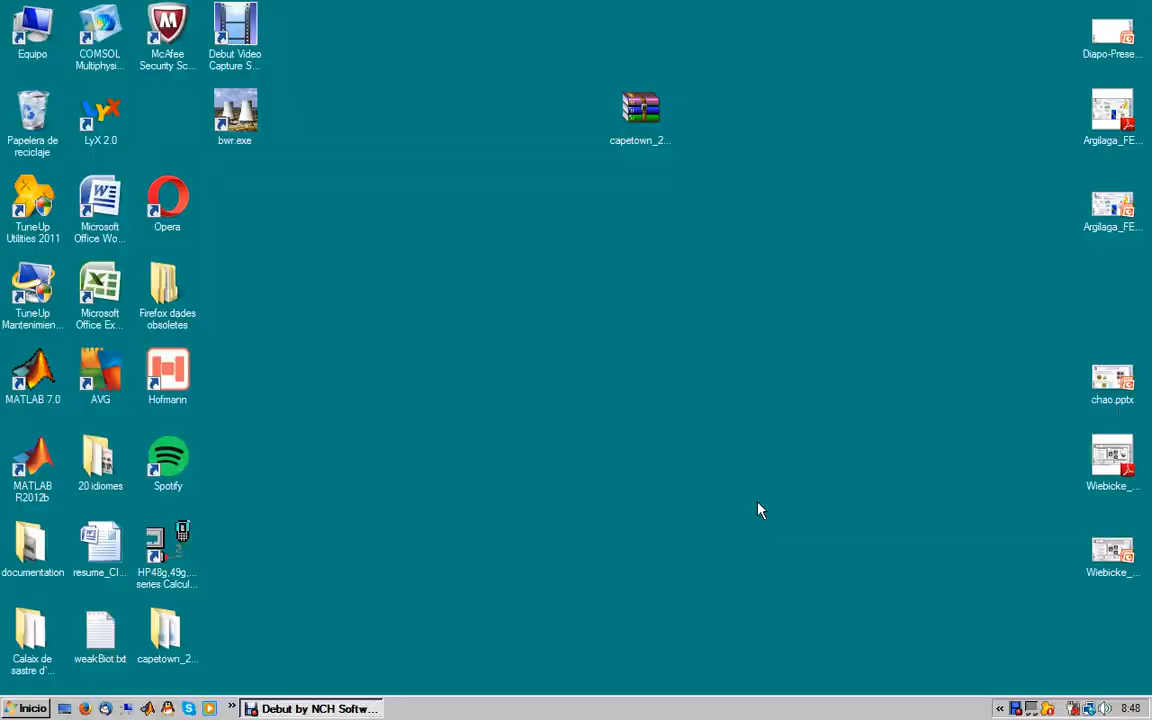 Equipo
COMSOL
Multiphysi...
McAfee
Security Sc...
Debut Video
Capture S...
Diapo-Prese...
Papelera de
reciclaje
LyX 2.0
bwr.exe
capetown_2...
Argilaga_FE...
TuneUp
Utilities 2011
Microsoft
Office Wo...
Opera
Argilaga_FE...
TuneUp
Mantenimien...
Microsoft
Office Ex...
Firefox dades
obsoletes
MATLAB 7.0
AVG
Hofmann
chao.pptx
MATLAB
R2012b
20 idiomes
Spotify
Wiebicke_...
documentation
resume_CI...
HP48g,49g,...
series Calcul...
Wiebicke_...
Calaix de
sastre d'...
weakBiot.txt
capetown_2...
Inicio
Debut by NCH Softw...
8:48